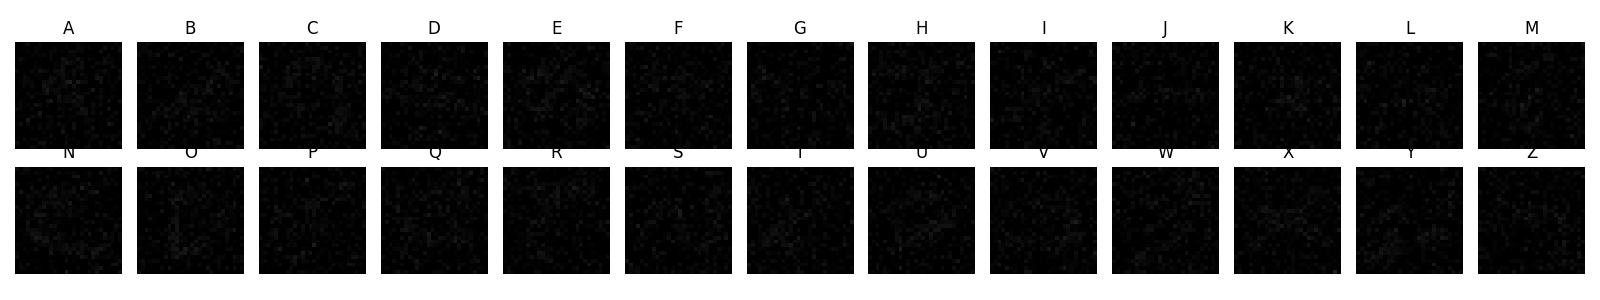 A B C D E F G H I J K L M
N O P Q R S T U V W X Y Z